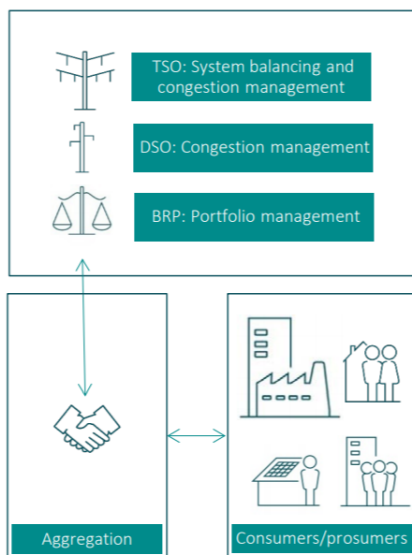 TSO: System balancing and
congestion management
DSO: Congestion management
BRP: Portfolio management
Aggregation
Consumers/prosumers